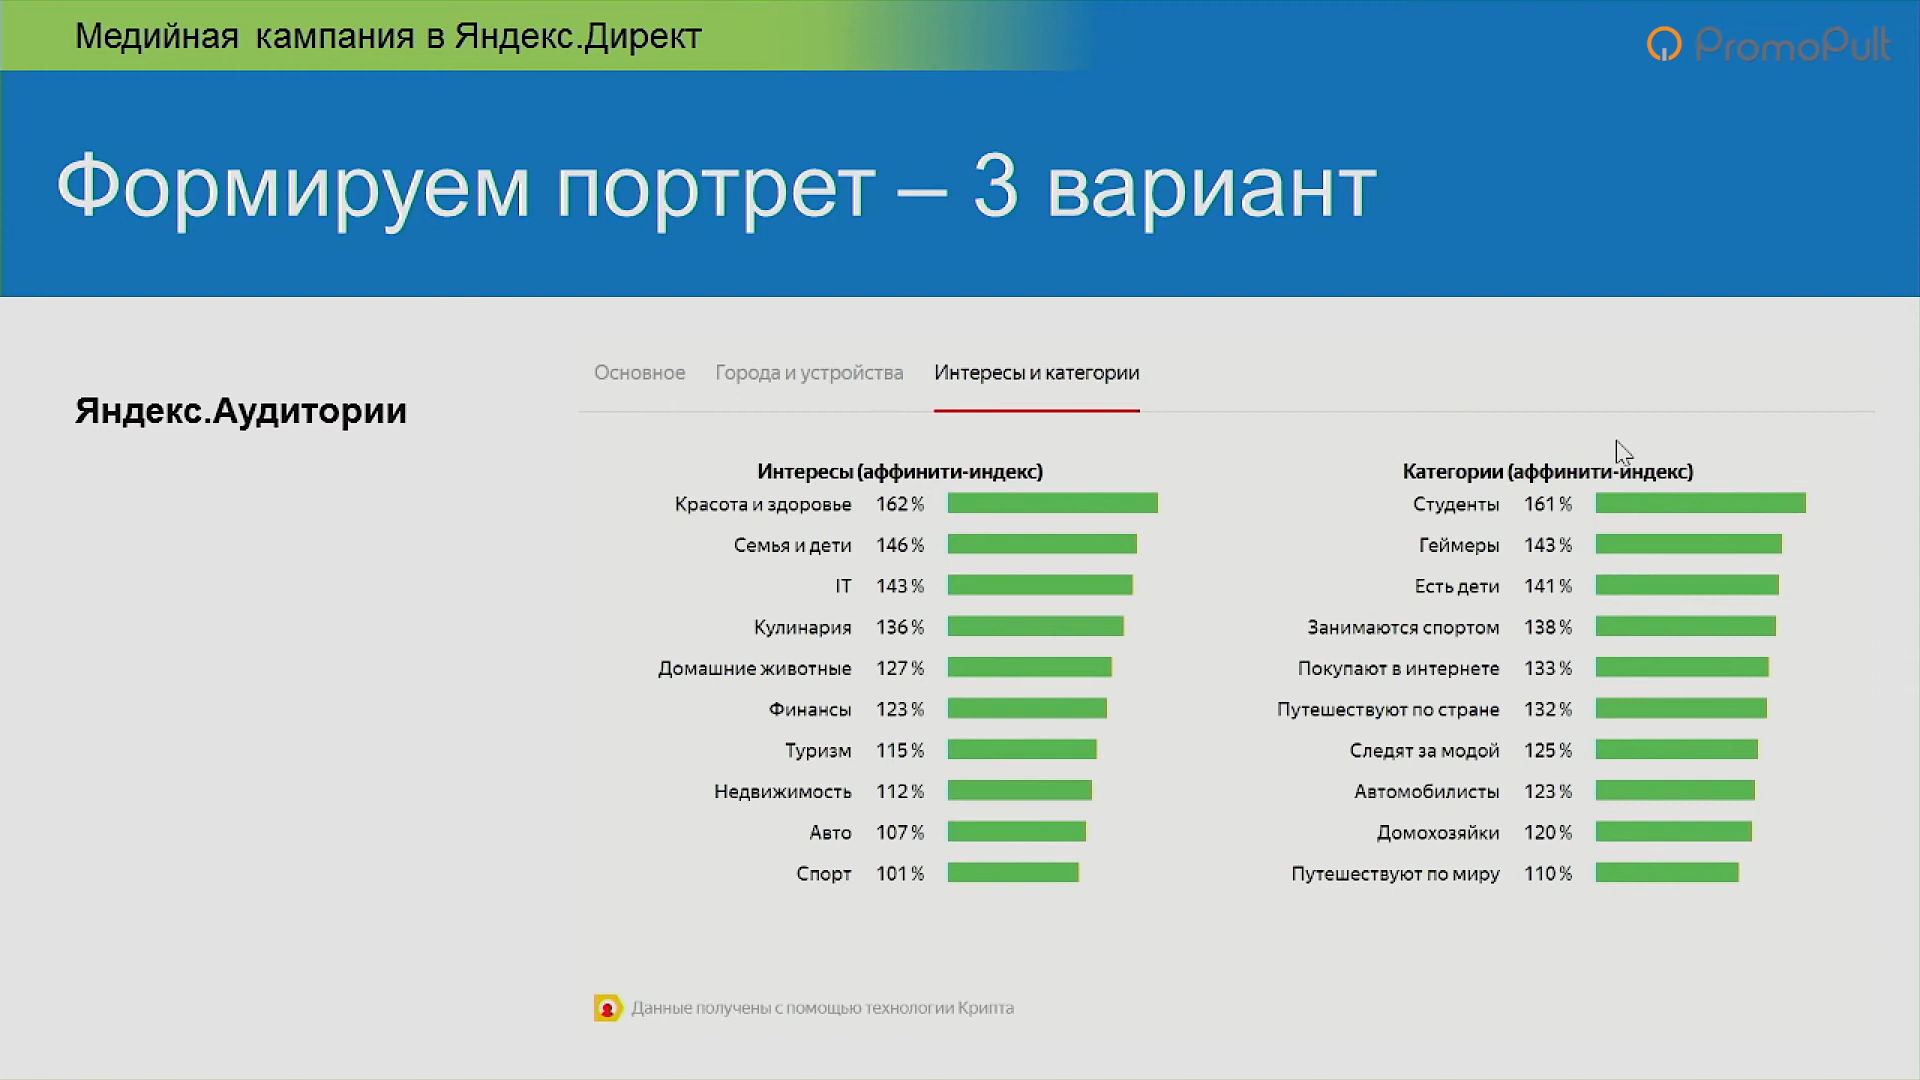 Медийная кампания в Яндекс.Директ
PromoPult
Формируем портрет – 3 вариант
Яндекс.Аудитории
Основное Города и устройства Интересы и категории
Интересы (аффинити-индекс)
Красота и здоровье 162 %
Семья и дети 146 %
IT 143 %
Кулинария 136 %
Домашние животные 127 %
Финансы 123 %
Туризм 115 %
Недвижимость 112 %
Авто 107 %
Спорт 101 %
Категории (аффинити-индекс)
Студенты 161 %
Геймеры 143 %
Есть дети 141 %
Занимаются спортом 138 %
Покупают в интернете 133 %
Путешествуют по стране 132 %
Следят за модой 125 %
Автомобилисты 123 %
Домохозяйки 120 %
Путешествуют по миру 110 %
Данные получены с помощью технологии Крипта